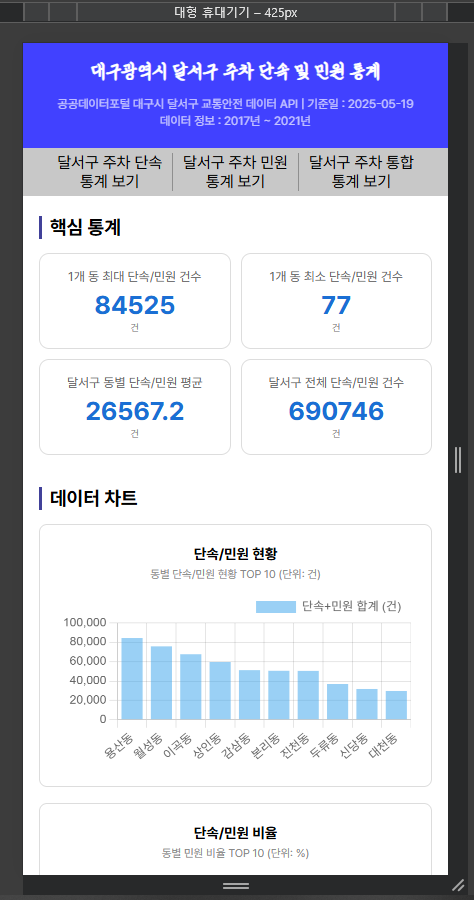 대형 휴대기기 – 425px
대구광역시 달서구 주차 단속 및 민원 통계
공공데이터포털 대구시 달서구 교통안전 데이터 API | 기준일 : 2025-05-19
데이터 정보 : 2017년 ~ 2021년
달서구 주차 단속
통계 보기
달서구 주차 민원
통계 보기
달서구 주차 통합
통계 보기
핵심 통계
1개 동 최대 단속/민원 건수
84525
건
1개 동 최소 단속/민원 건수
77
건
달서구 동별 단속/민원 평균
26567.2
건
달서구 전체 단속/민원 건수
690746
건
데이터 차트
단속/민원 현황
동별 단속/민원 현황 TOP 10 (단위: 건)
단속+민원 합계 (건)
100,000
80,000
60,000
40,000
20,000
0
용산동
월성동
이곡동
상인동
감삼동
본리동
진천동
두류동
신당동
대천동
단속/민원 비율
동별 민원 비율 TOP 10 (단위: %)